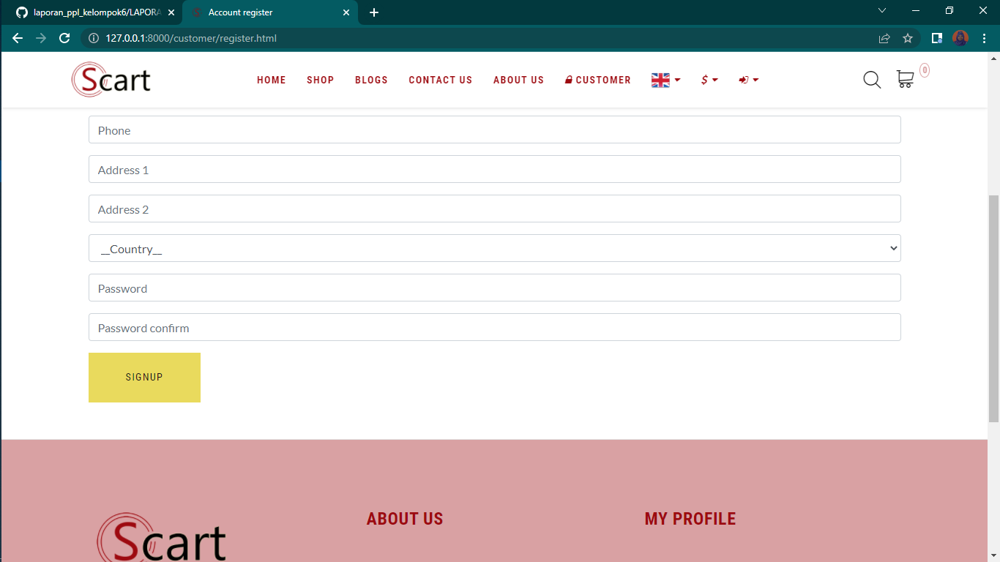 laporan_ppl_kelompok6/LAPORA
Account register
127.0.0.1:8000/customer/register.html
Scart
HOME
SHOP
BLOGS
CONTACT US
ABOUT US
CUSTOMER
$
0
Phone
Address 1
Address 2
__Country__
Password
Password confirm
SIGNUP
Scart
ABOUT US
MY PROFILE